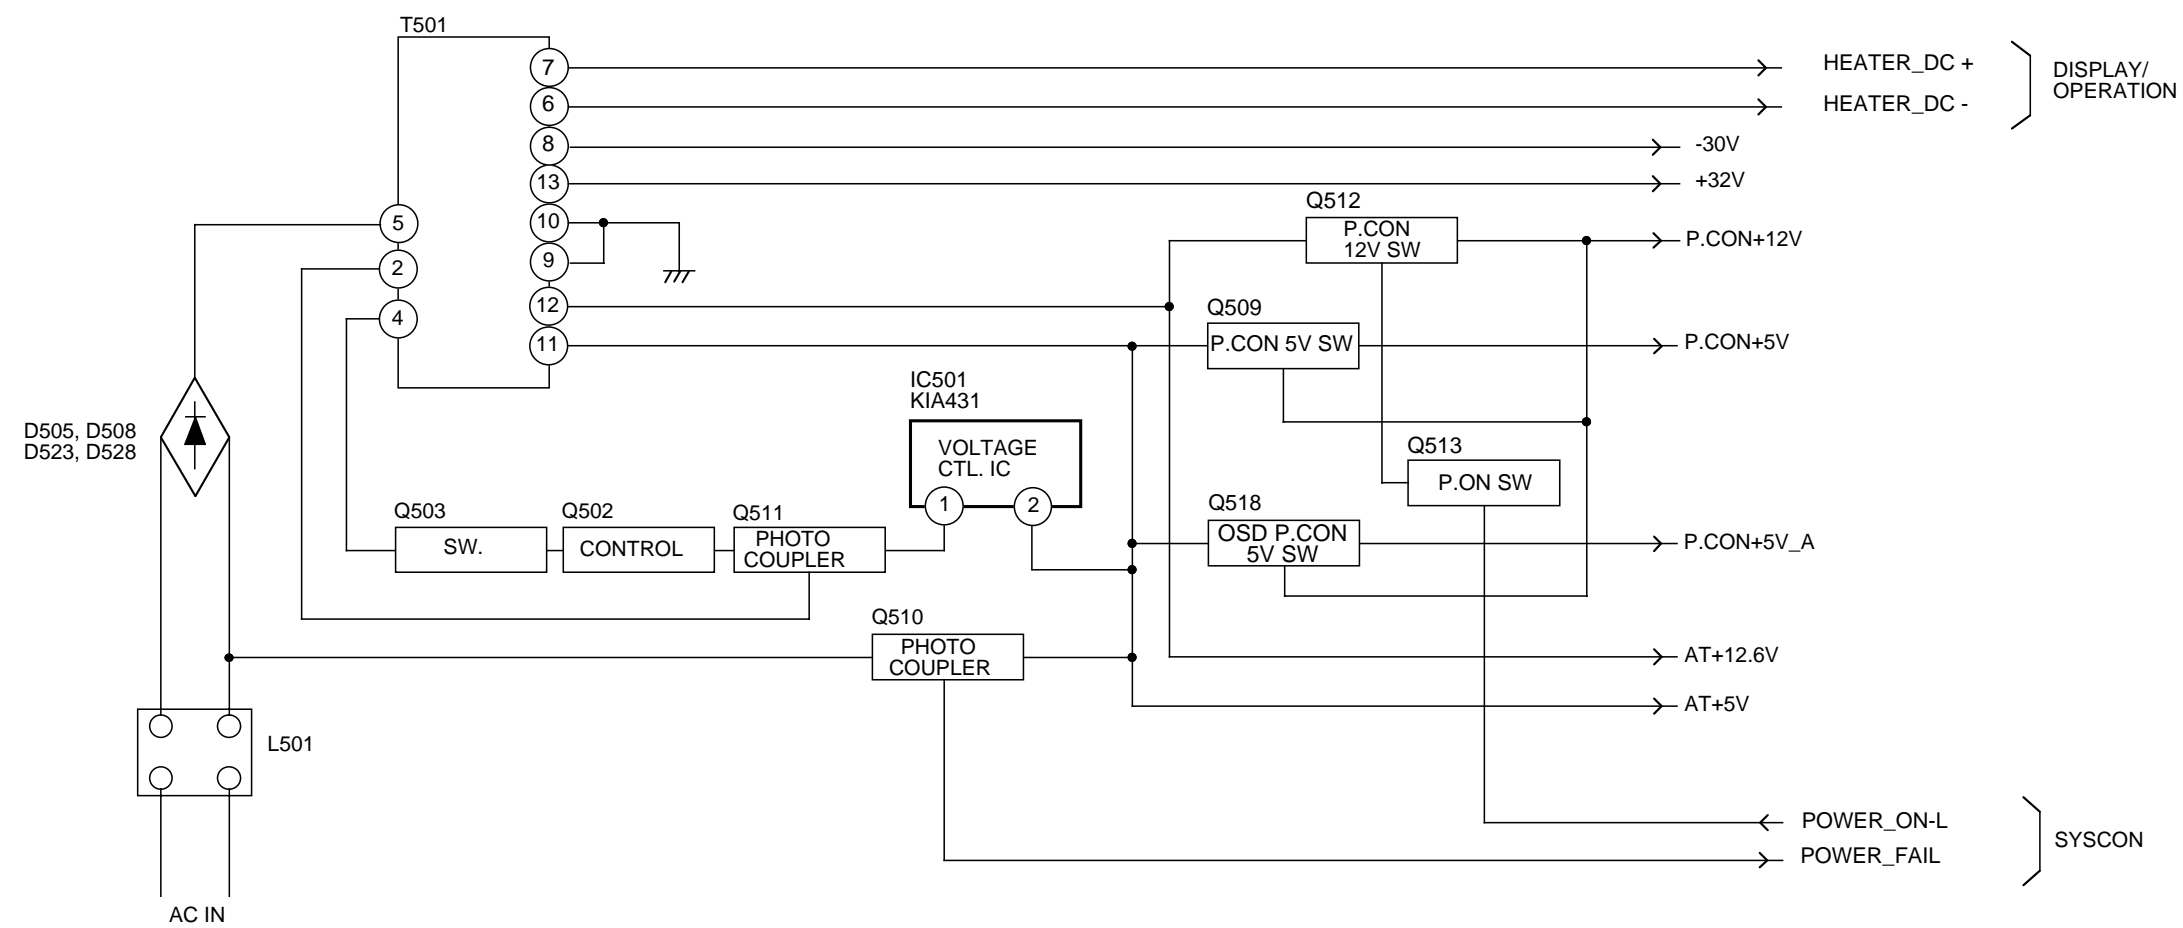 T501
7
HEATER_DC +
DISPLAY/
OPERATION
6
HEATER_DC -
8
-30V
13
+32V
Q512
5
10
P.CON
12V SW
P.CON+12V
2
9
4
12
Q509
11
P.CON 5V SW
P.CON+5V
IC501
KIA431
D505, D508
D523, D528
VOLTAGE
CTL. IC
Q513
P.ON SW
1
2
Q503
Q502
Q511
Q518
SW.
CONTROL
PHOTO
COUPLER
OSD P.CON
5V SW
P.CON+5V_A
Q510
PHOTO
COUPLER
AT+12.6V
AT+5V
L501
POWER_ON-L
SYSCON
POWER_FAIL
AC IN